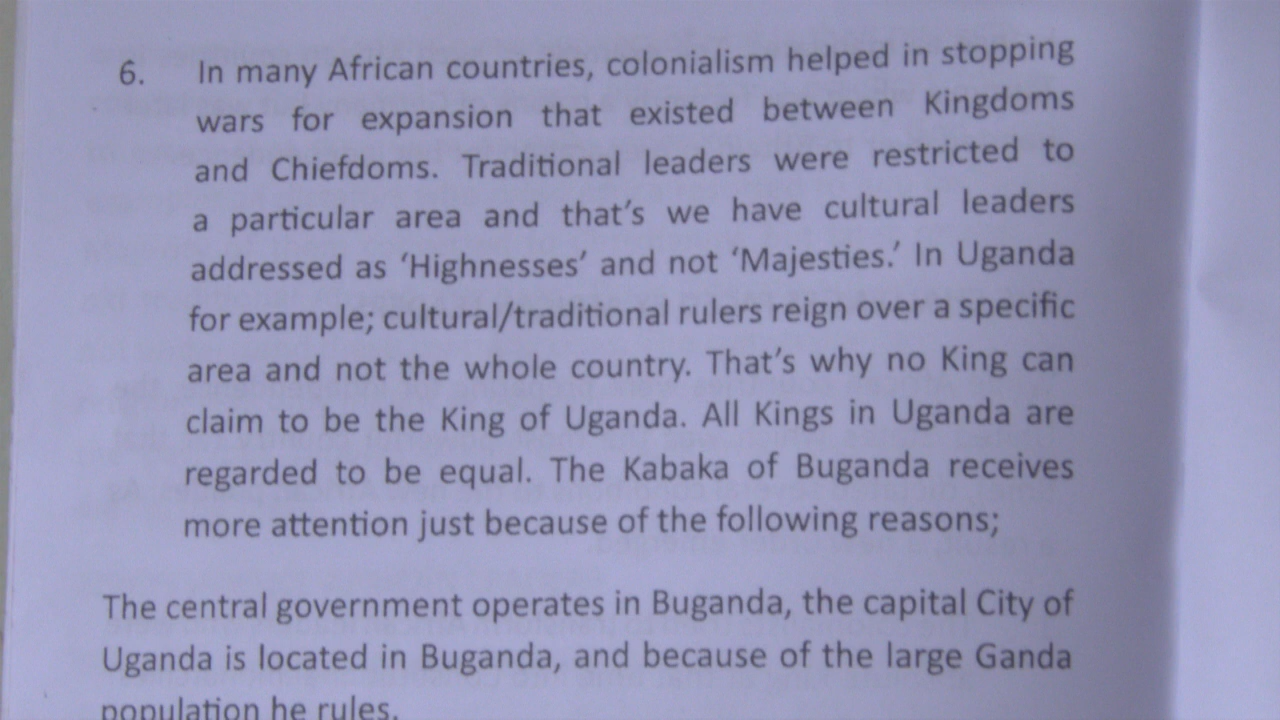 6. In many African countries, colonialism helped in stopping
wars for expansion that existed between Kingdoms
and Chiefdoms. Traditional leaders were restricted to
a particular area and that’s we have cultural leaders
addressed as ‘Highnesses’ and not ‘Majesties.’ In Uganda
for example; cultural/traditional rulers reign over a specific
area and not the whole country. That’s why no King can
claim to be the King of Uganda. All Kings in Uganda are
regarded to be equal. The Kabaka of Buganda receives
more attention just because of the following reasons;
The central government operates in Buganda, the capital City of
Uganda is located in Buganda, and because of the large Ganda
population he rules.